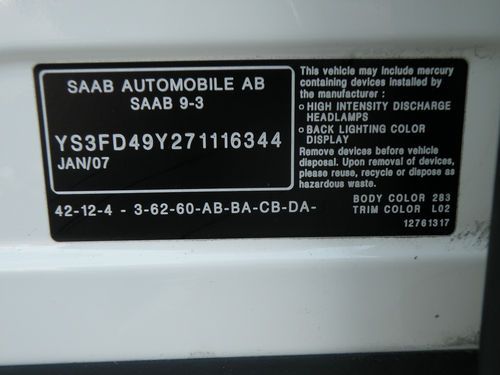 SAAB AUTOMOBILE AB
SAAB 9-3
YS3FD49Y271116344
JAN/07
This vehicle may include mercury
containing devices if installed by
the manufacturer:
○ HIGH INTENSITY DISCHARGE
HEADLAMPS
○ BACK LIGHTING COLOR
DISPLAY
Remove devices before vehicle
disposal. Upon removal of devices,
please reuse, recycle or dispose as
hazardous waste.
42-12-4 - 3-62-60-AB-BA-CB-DA-
BODY COLOR 283
TRIM COLOR L02
12761317